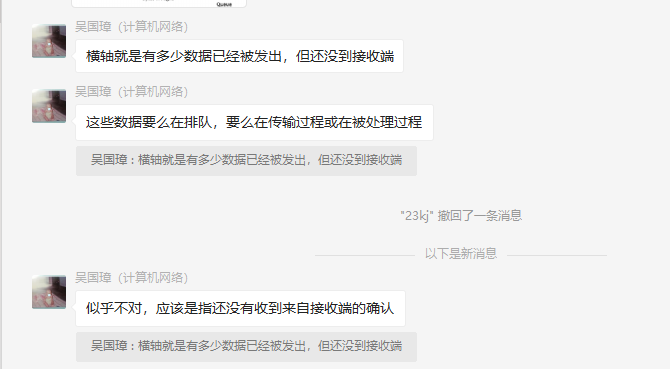 Queue
吴国璋（计算机网络）
横轴就是有多少数据已经被发出，但还没到接收端
吴国璋（计算机网络）
这些数据要么在排队，要么在传输过程或在被处理过程
吴国璋 : 横轴就是有多少数据已经被发出，但还没到接收端
"23kj" 撤回了一条消息
以下是新消息
吴国璋（计算机网络）
似乎不对，应该是指还没有收到来自接收端的确认
吴国璋 : 横轴就是有多少数据已经被发出，但还没到接收端